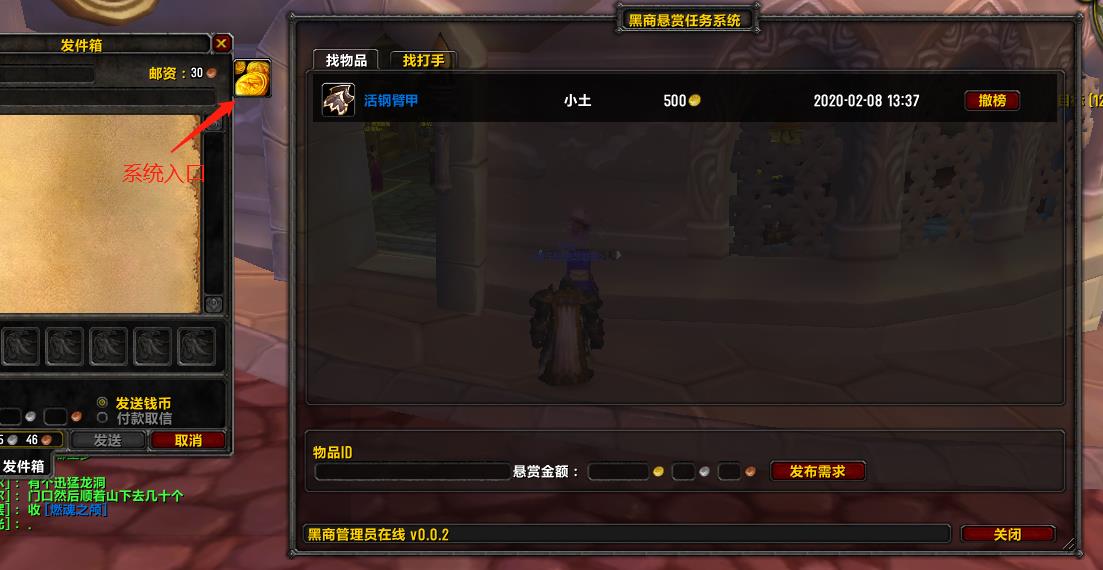 黑商悬赏任务系统
发件箱
找物品
找打手
邮资：30
活钢臂甲
小土
500
2020-02-08 13:37
撤榜
系统入口
发送钱币
付款取信
46
发送
取消
发件箱
物品ID
悬赏金额：
发布需求
]：有个迅猛龙洞
]：门口然后顺着山下去几十个
]：收 [燃魂之颅]
]：.
黑商管理员在线 v0.0.2
关闭